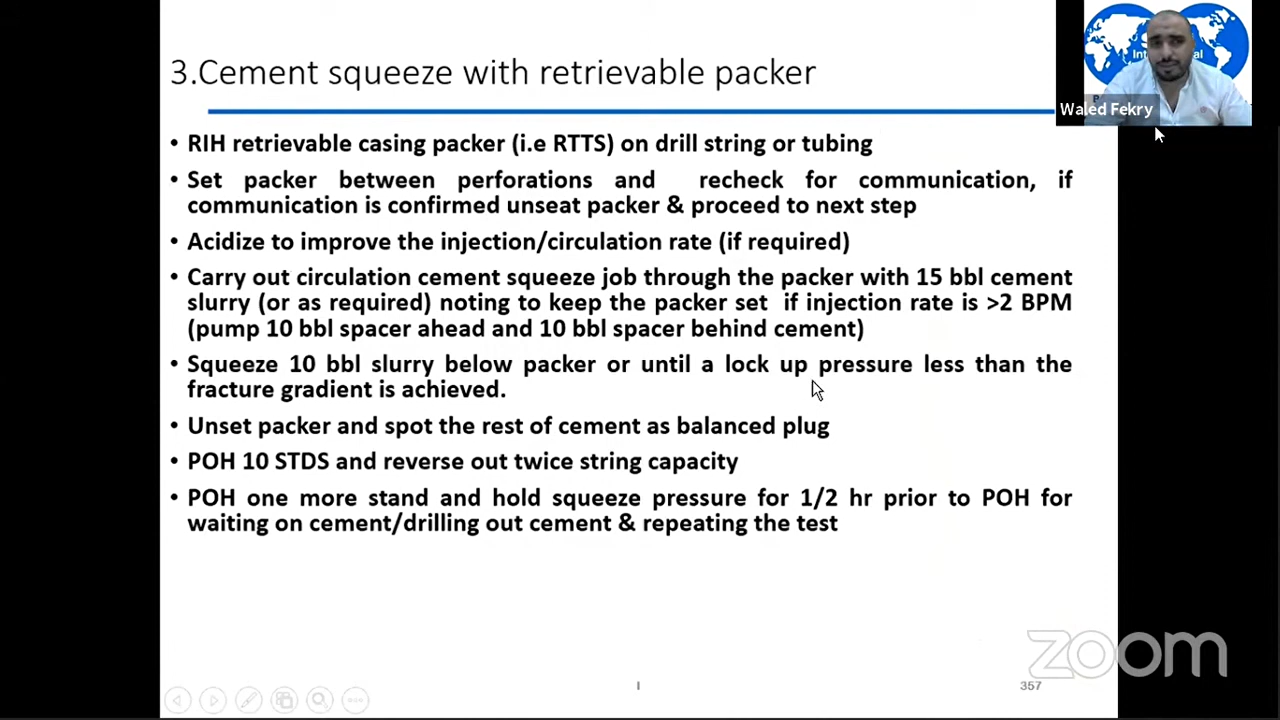 3.Cement squeeze with retrievable packer
Waled Fekry
• RIH retrievable casing packer (i.e RTTS) on drill string or tubing
• Set packer between perforations and recheck for communication, if
communication is confirmed unseat packer & proceed to next step
• Acidize to improve the injection/circulation rate (if required)
• Carry out circulation cement squeeze job through the packer with 15 bbl cement
slurry (or as required) noting to keep the packer set if injection rate is >2 BPM
(pump 10 bbl spacer ahead and 10 bbl spacer behind cement)
• Squeeze 10 bbl slurry below packer or until a lock up pressure less than the
fracture gradient is achieved.
• Unset packer and spot the rest of cement as balanced plug
• POH 10 STDS and reverse out twice string capacity
• POH one more stand and hold squeeze pressure for 1/2 hr prior to POH for
waiting on cement/drilling out cement & repeating the test
zoom
357